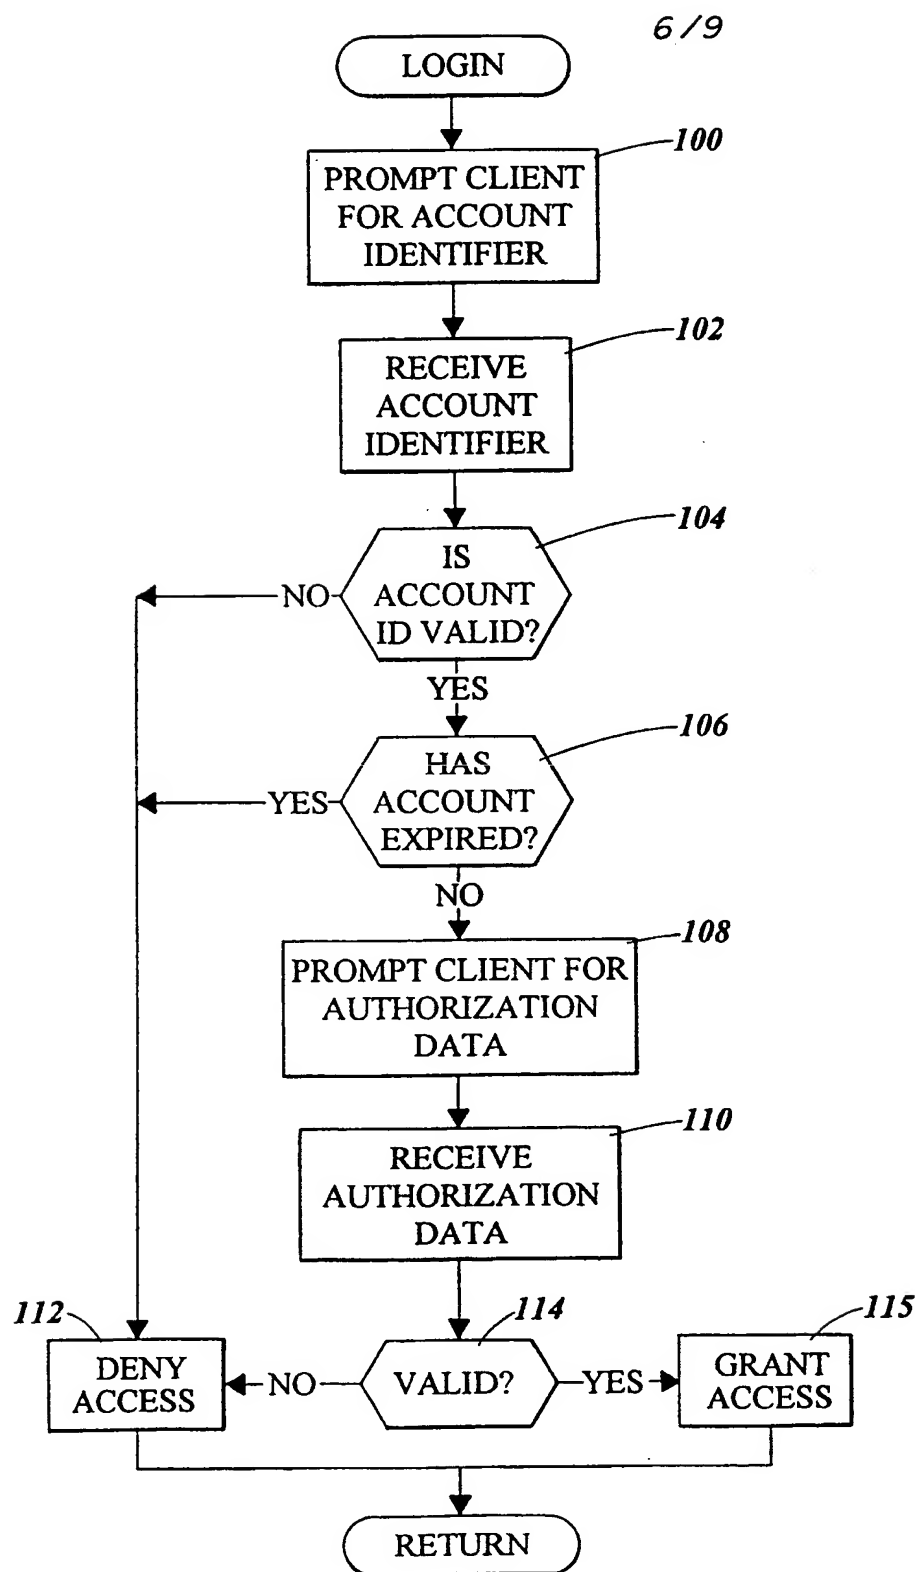 6/9
LOGIN
100
PROMPT CLIENT
FOR ACCOUNT
IDENTIFIER
102
RECEIVE
ACCOUNT
IDENTIFIER
104
IS
ACCOUNT
ID VALID?
NO
YES
106
HAS
ACCOUNT
EXPIRED?
YES
NO
108
PROMPT CLIENT FOR
AUTHORIZATION
DATA
110
RECEIVE
AUTHORIZATION
DATA
112
DENY
ACCESS
NO
114
VALID?
YES
115
GRANT
ACCESS
RETURN